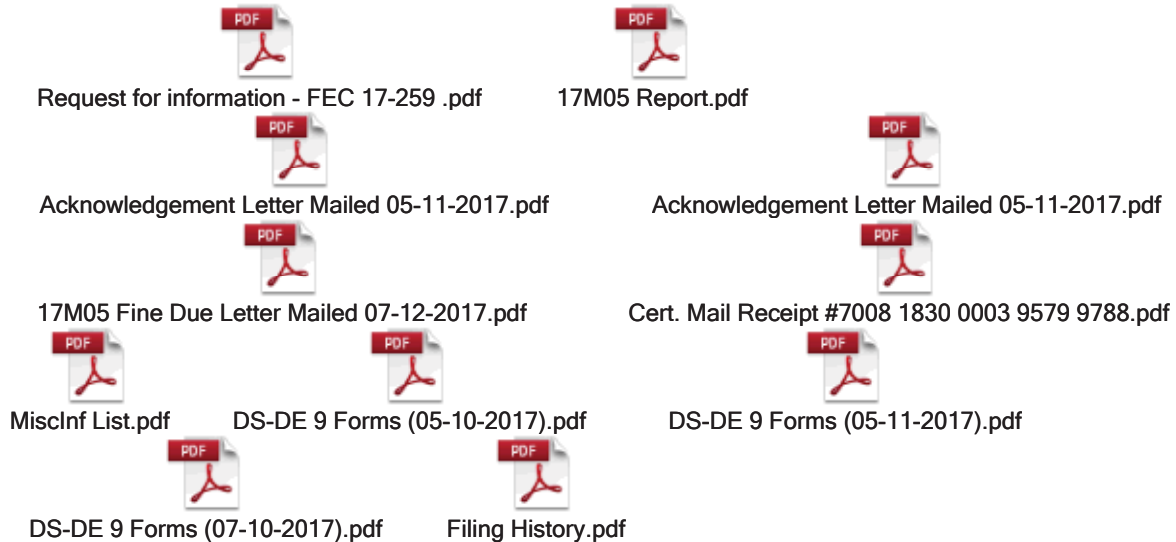 PDF PDF
Request for information - FEC 17-259 .pdf 17M05 Report.pdf
PDF PDF
Acknowledgement Letter Mailed 05-11-2017.pdf Acknowledgement Letter Mailed 05-11-2017.pdf
PDF PDF
17M05 Fine Due Letter Mailed 07-12-2017.pdf Cert. Mail Receipt #7008 1830 0003 9579 9788.pdf
PDF PDF PDF
MiscInf List.pdf DS-DE 9 Forms (05-10-2017).pdf DS-DE 9 Forms (05-11-2017).pdf
PDF PDF
DS-DE 9 Forms (07-10-2017).pdf Filing History.pdf